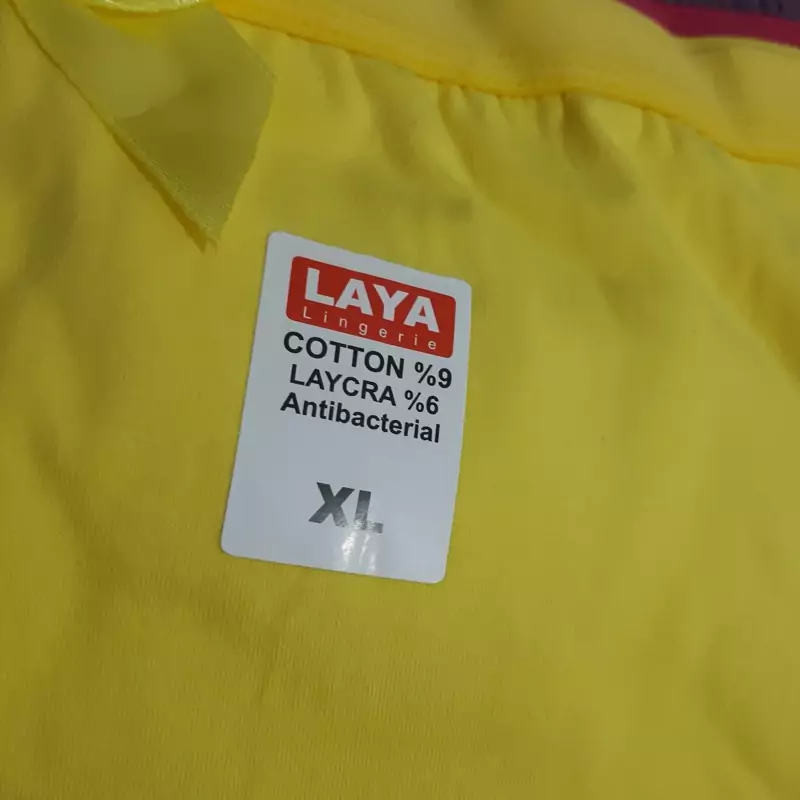 LAYA
Lingerie
COTTON %9
LAYCRA %6
Antibacterial
XL